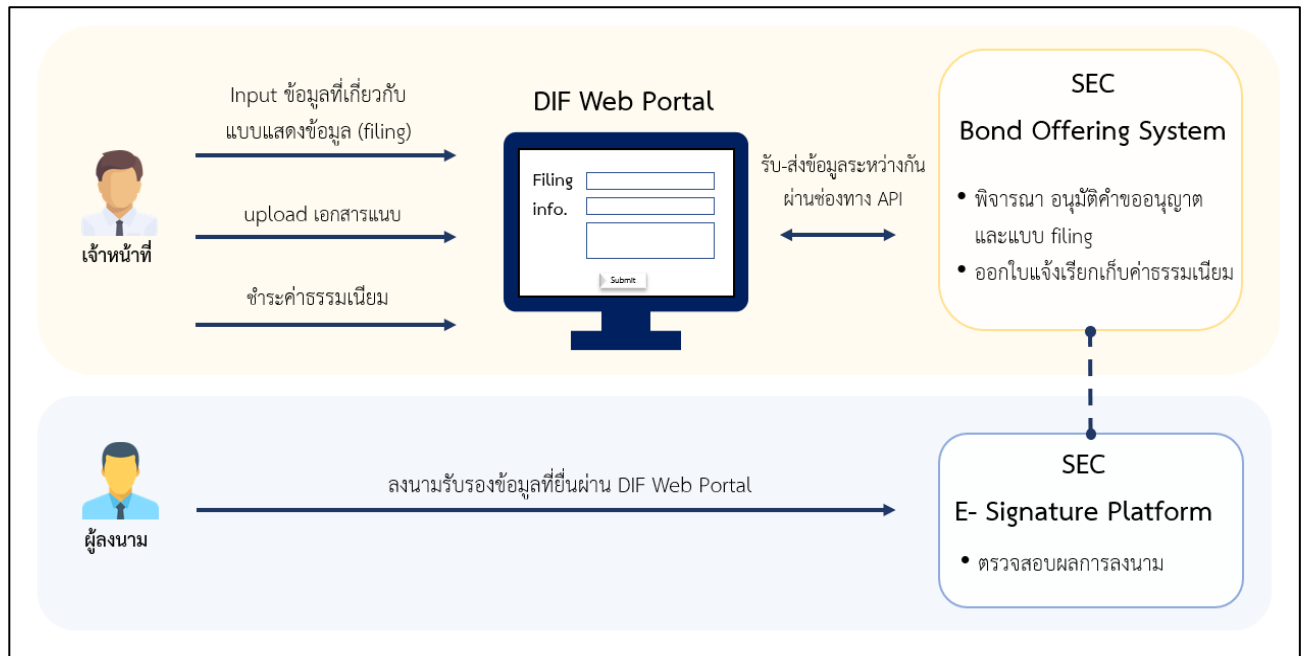 Input ข้อมูลที่เกี่ยวกับ
แบบแสดงข้อมูล (filing)
upload เอกสารแนบ
ชำระค่าธรรมเนียม
เจ้าหน้าที่
DIF Web Portal
Filing
info.
Submit
รับ-ส่งข้อมูลระหว่างกัน
ผ่านช่องทาง API
SEC
Bond Offering System
• พิจารณา อนุมัติคำขออนุญาต
และแบบ filing
• ออกใบแจ้งเรียกเก็บค่าธรรมเนียม
ลงนามรับรองข้อมูลที่ยื่นผ่าน DIF Web Portal
ผู้ลงนาม
SEC
E- Signature Platform
• ตรวจสอบผลการลงนาม